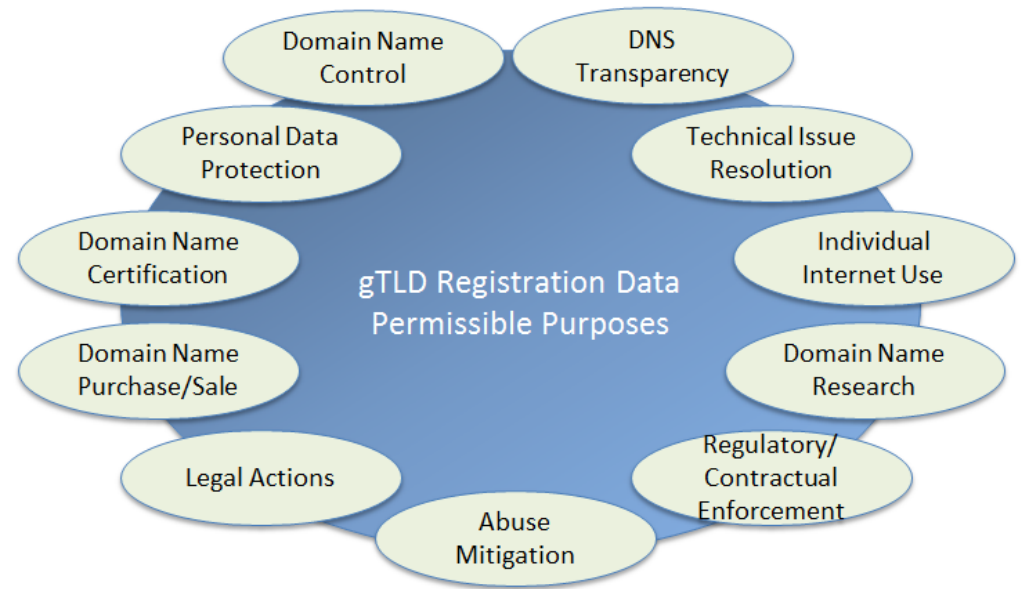 Domain Name
Control
DNS
Transparency
Personal Data
Protection
Technical Issue
Resolution
Domain Name
Certification
Individual
Internet Use
gTLD Registration Data
Permissible Purposes
Domain Name
Purchase/Sale
Domain Name
Research
Legal Actions
Regulatory/
Contractual
Enforcement
Abuse
Mitigation